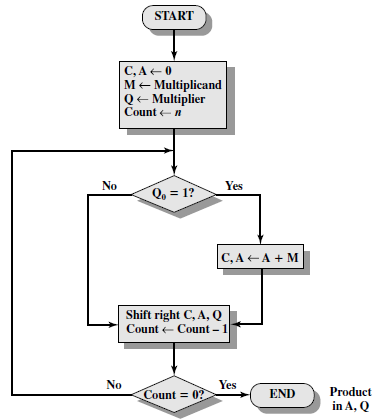 START
C, A ← 0
M ← Multiplicand
Q ← Multiplier
Count ← n
No
Q₀ = 1?
Yes
C, A ← A + M
Shift right C, A, Q
Count ← Count – 1
No
Count = 0?
Yes
END
Product
in A, Q